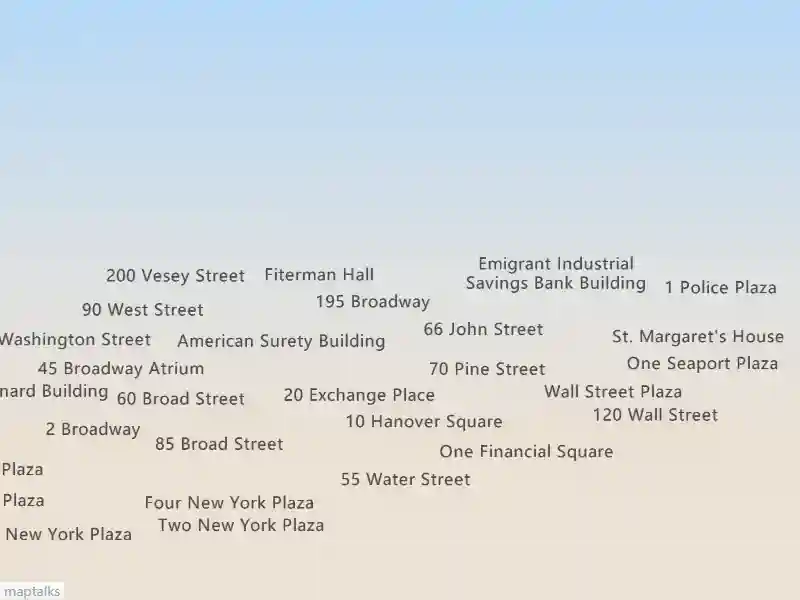 Emigrant Industrial
Savings Bank Building
200 Vesey Street
Fiterman Hall
1 Police Plaza
195 Broadway
90 West Street
66 John Street
Washington Street
American Surety Building
St. Margaret's House
45 Broadway Atrium
70 Pine Street
One Seaport Plaza
nard Building
60 Broad Street
20 Exchange Place
Wall Street Plaza
120 Wall Street
10 Hanover Square
2 Broadway
85 Broad Street
One Financial Square
Plaza
55 Water Street
Plaza
Four New York Plaza
Two New York Plaza
New York Plaza
maptalks